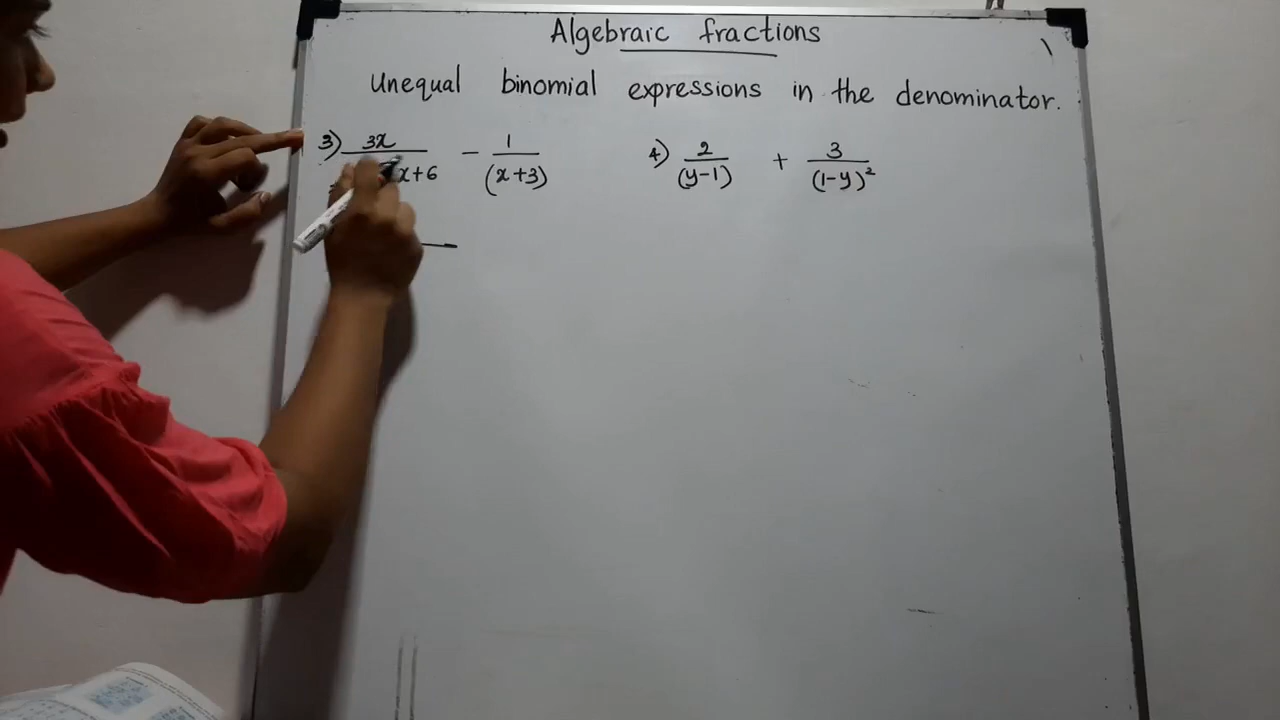 Algebraic fractions
Unequal binomial expressions in the denominator.
3) 3x / x+6 - 1 / (x+3)
4) 2 / (y-1) + 3 / (1-y)²